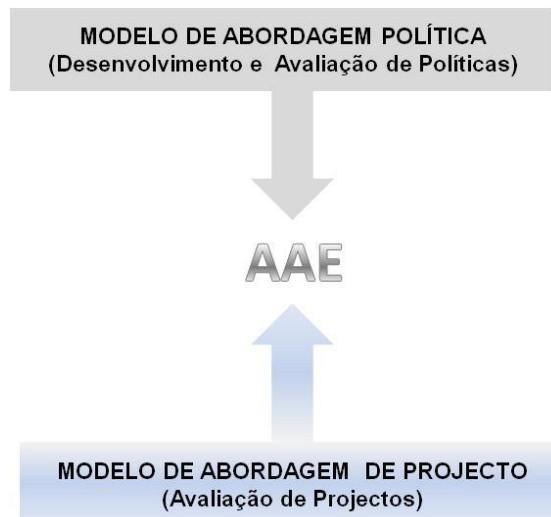 MODELO DE ABORDAGEM POLÍTICA
(Desenvolvimento e Avaliação de Políticas)
AAE
MODELO DE ABORDAGEM DE PROJECTO
(Avaliação de Projectos)